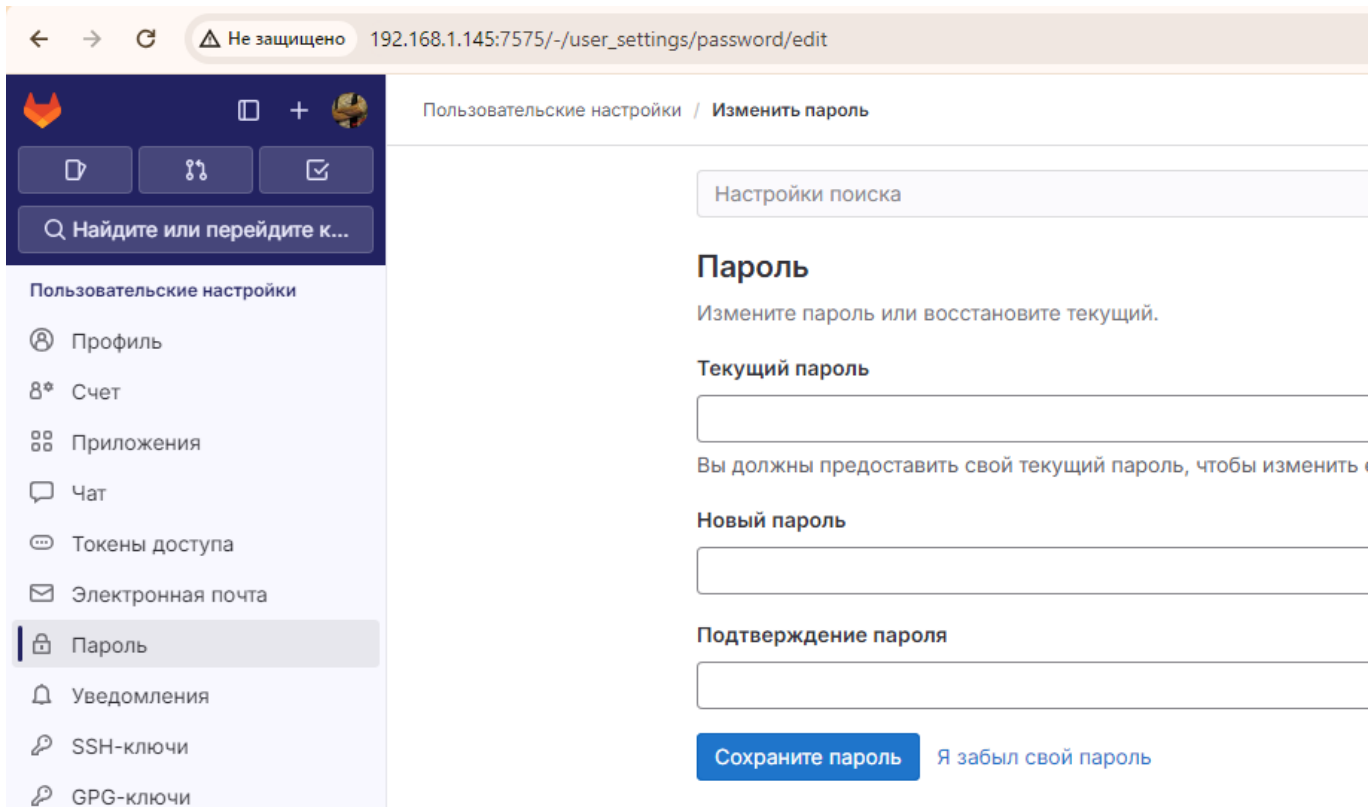 Не защищено 192.168.1.145:7575/-/user_settings/password/edit
Пользовательские настройки / Изменить пароль
Найдите или перейдите к...
Пользовательские настройки
Профиль
Счет
Приложения
Чат
Токены доступа
Электронная почта
Пароль
Уведомления
SSH-ключи
GPG-ключи
Настройки поиска
Пароль
Измените пароль или восстановите текущий.
Текущий пароль
Вы должны предоставить свой текущий пароль, чтобы изменить
Новый пароль
Подтверждение пароля
Сохраните пароль Я забыл свой пароль